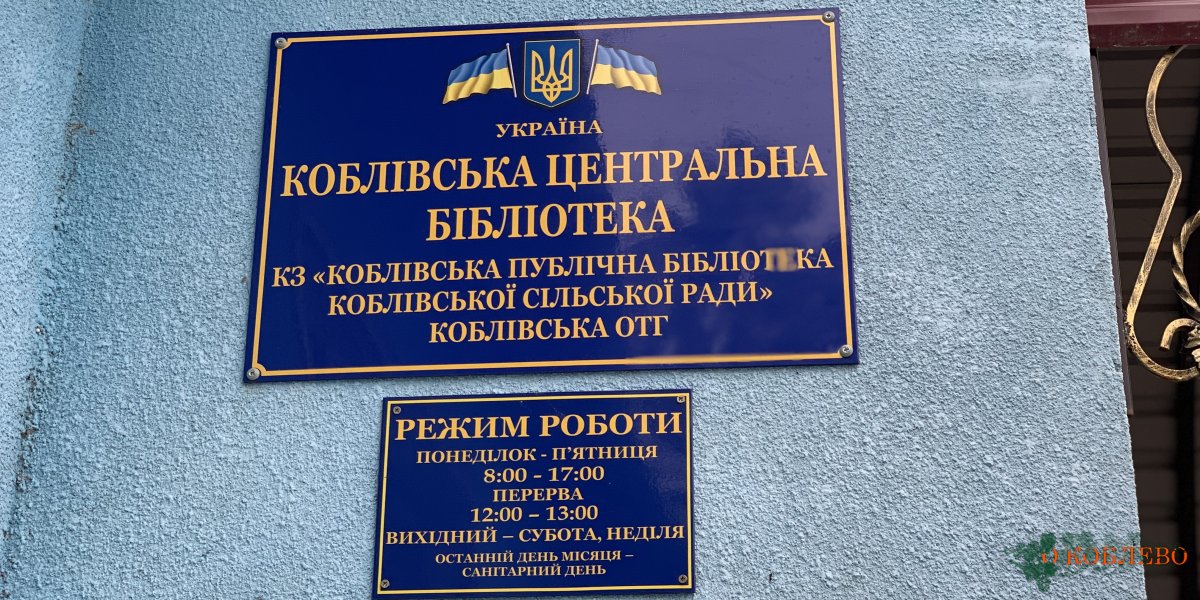 УКРАЇНА
КОБЛІВСЬКА ЦЕНТРАЛЬНА
БІБЛІОТЕКА
КЗ «КОБЛІВСЬКА ПУБЛІЧНА БІБЛІОТЕКА
КОБЛІВСЬКОЇ СІЛЬСЬКОЇ РАДИ»
КОБЛІВСЬКА ОТГ
РЕЖИМ РОБОТИ
ПОНЕДІЛОК - П'ЯТНИЦЯ
8:00 - 17:00
ПЕРЕРВА
12:00 – 13:00
ВИХІДНИЙ – СУБОТА, НЕДІЛЯ
ОСТАННІЙ ДЕНЬ МІСЯЦЯ –
САНІТАРНИЙ ДЕНЬ
КОБЛЕВО